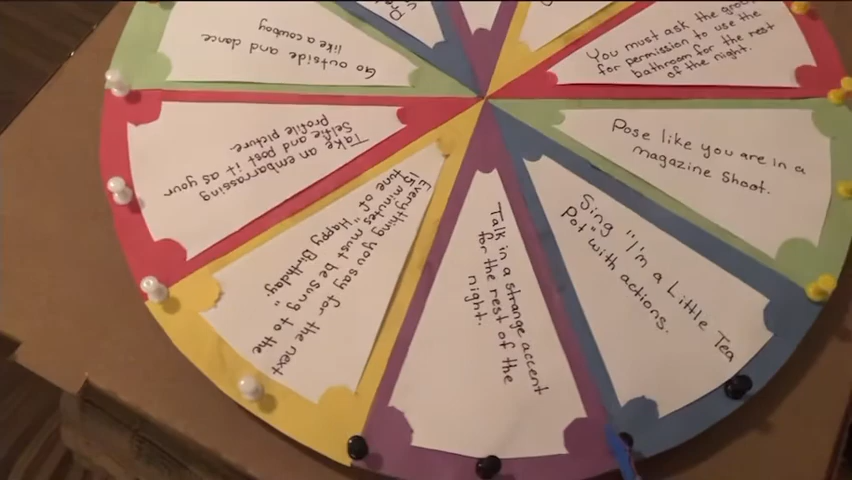 Go outside and dance
like a cowboy
You must ask the group
for permission to use the
bathroom for the rest
of the night.
Take an embarrassing
Selfie and post it as your
profile picture.
Pose like you are in a
magazine Shoot.
Everything you say for the next
15 minutes must be sung to the
tune of "Happy Birthday"
Talk in a strange accent
for the rest of the
night.
Sing "I'm a Little Tea
Pot" with actions.